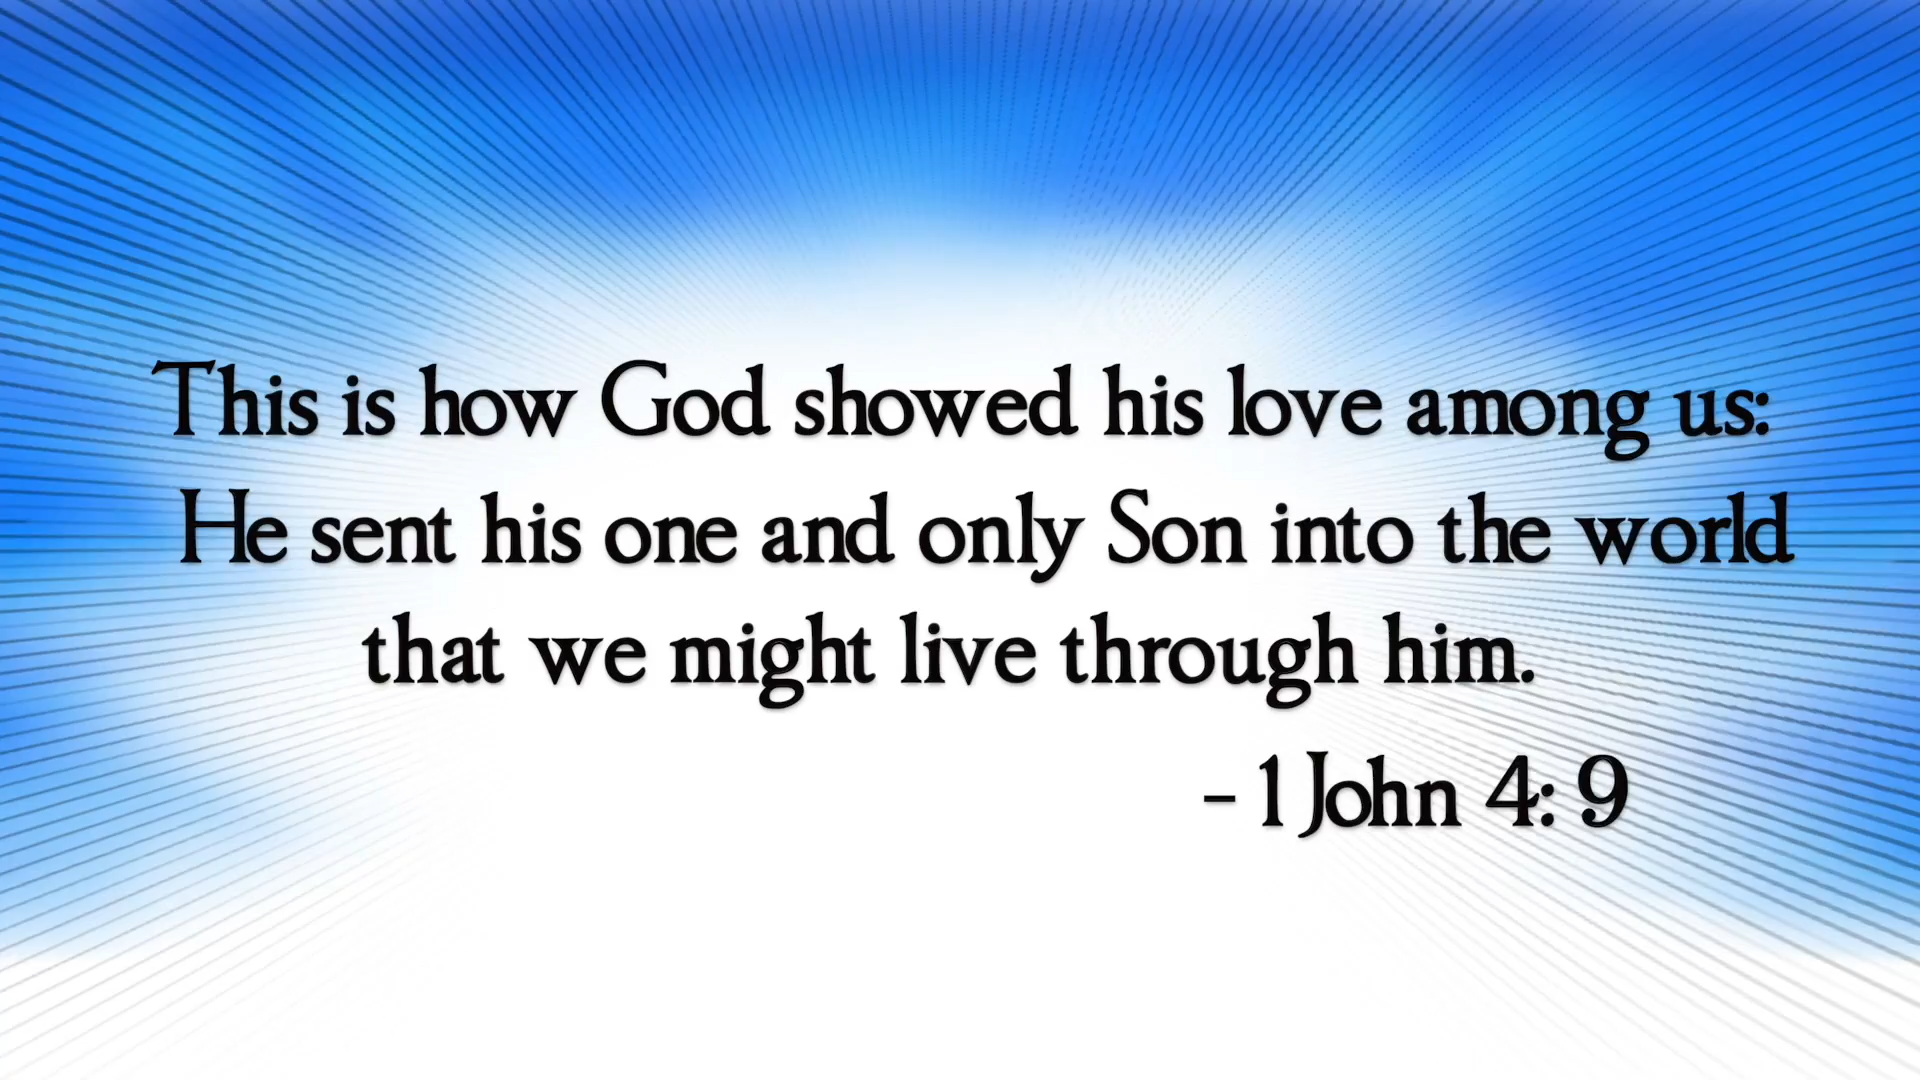 This is how God showed his love among us:
He sent his one and only Son into the world
that we might live through him.
- 1 John 4: 9